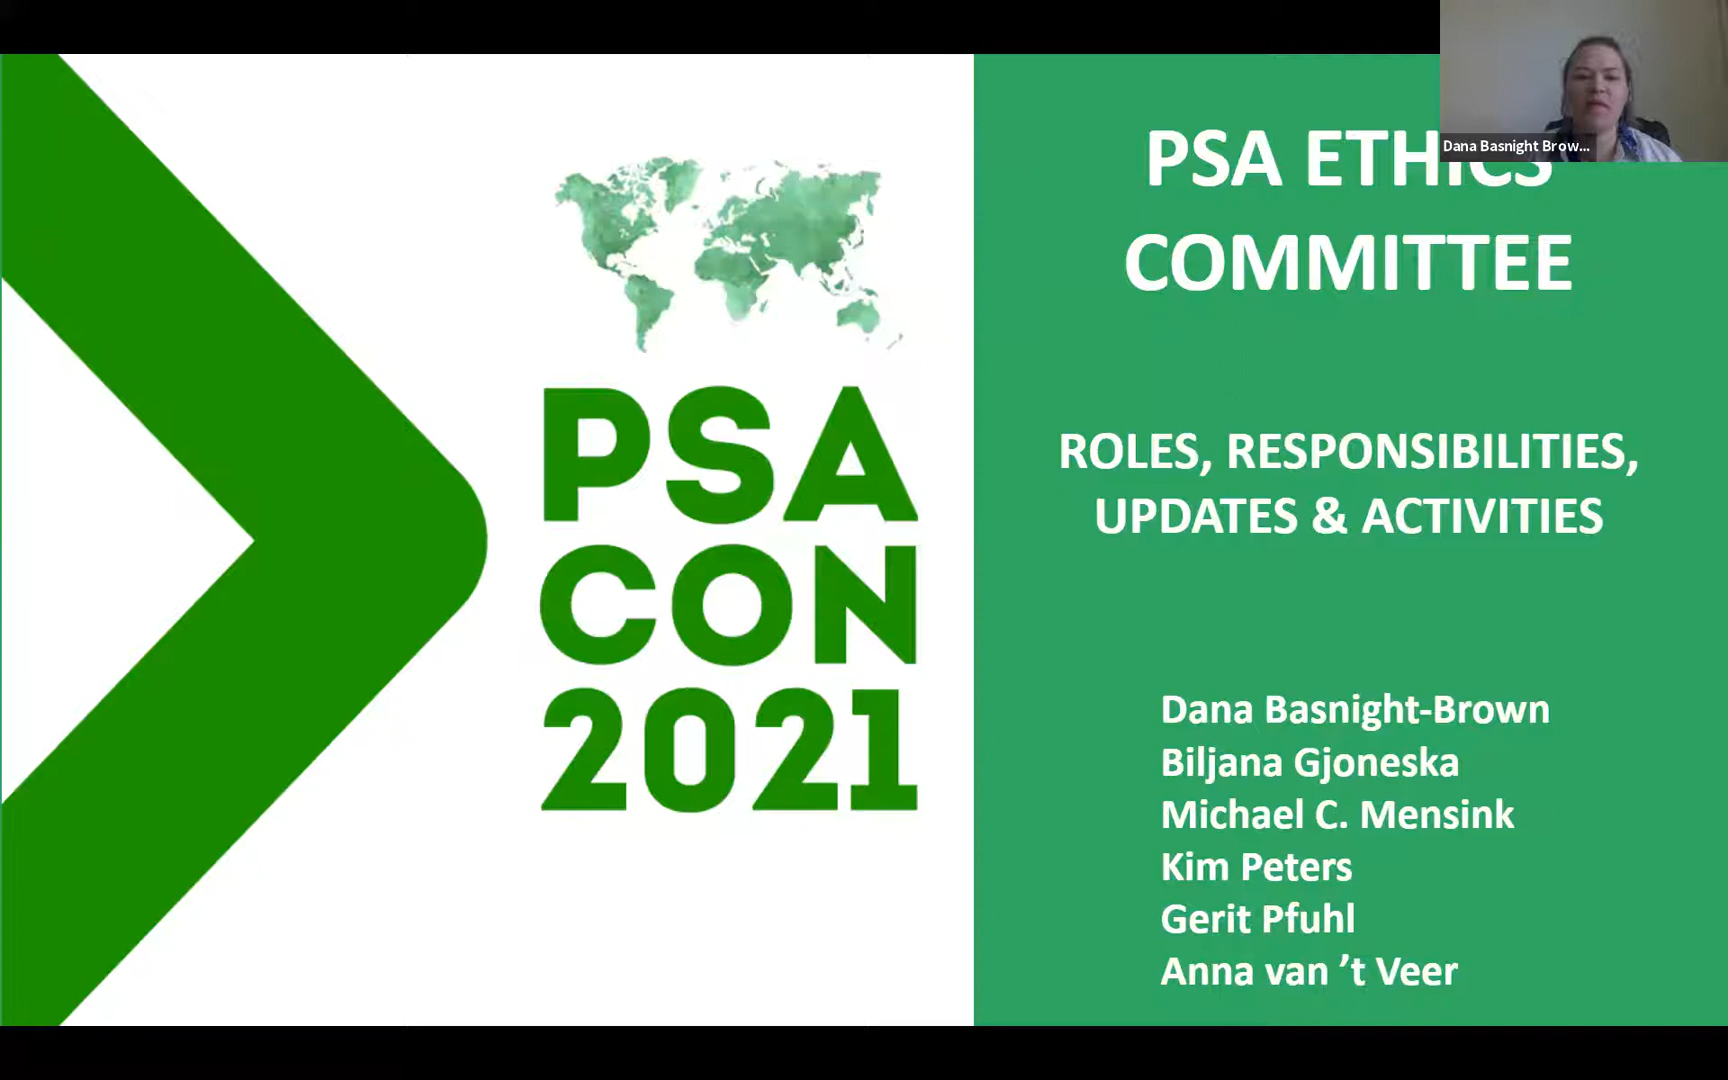 PSA
CON
2021
PSA ETHICS
COMMITTEE
ROLES, RESPONSIBILITIES,
UPDATES & ACTIVITIES
Dana Basnight-Brown
Biljana Gjoneska
Michael C. Mensink
Kim Peters
Gerit Pfuhl
Anna van ’t Veer
Dana Basnight Brow...